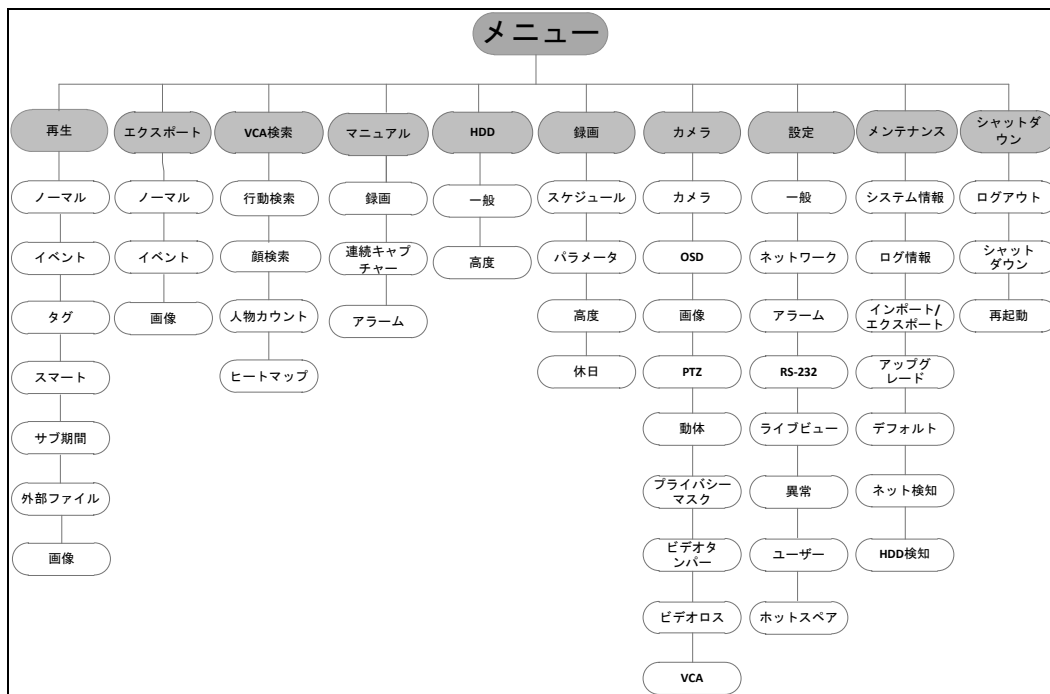 メニュー
再生
ノーマル
イベント
タグ
スマート
サブ期間
外部ファイル
画像
エクスポート
ノーマル
イベント
画像
VCA検索
行動検索
顔検索
人物カウント
ヒートマップ
マニュアル
録画
連続キャプ
チャー
アラーム
HDD
一般
高度
録画
スケジュール
パラメータ
高度
休日
カメラ
カメラ
OSD
画像
PTZ
動体
プライバシー
マスク
ビデオタ
ンパー
ビデオロス
VCA
設定
一般
ネットワーク
アラーム
RS-232
ライブビュー
異常
ユーザー
ホットスペア
メンテナンス
システム情報
ログ情報
インポート/
エクスポート
アップグ
レード
デフォルト
ネット検知
HDD検知
シャットダ
ウン
ログアウト
シャット
ダウン
再起動